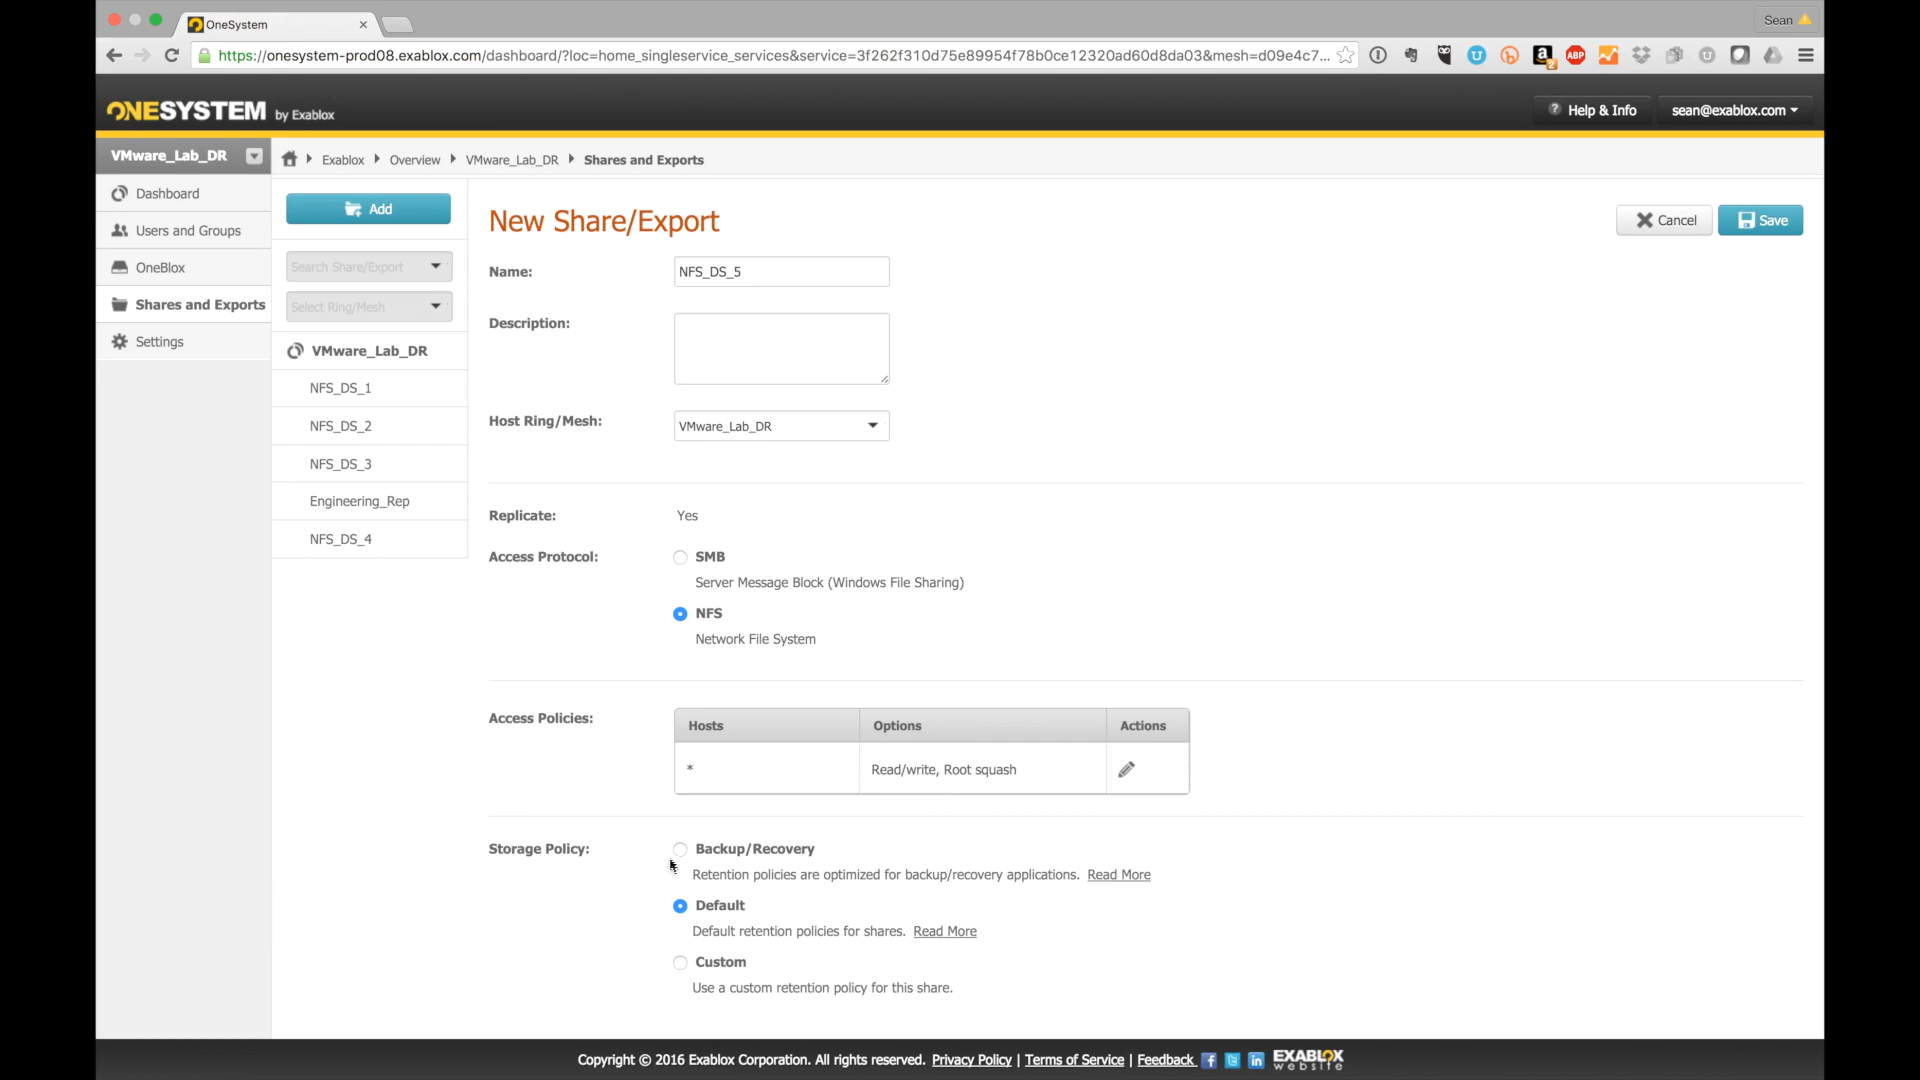 OneSystem
Sean
https://onesystem-prod08.exablox.com/dashboard/?loc=home_singleservice_services&service=3f262f310d75e89954f78b0ce12320ad60d8da03&mesh=d09e4c7...
ONESYSTEM by Exablox
Help & Info
sean@exablox.com
VMware_Lab_DR
Exablox Overview VMware_Lab_DR Shares and Exports
Dashboard
Users and Groups
OneBlox
Shares and Exports
Settings
Add
Search Share/Export
Select Ring/Mesh
VMware_Lab_DR
NFS_DS_1
NFS_DS_2
NFS_DS_3
Engineering_Rep
NFS_DS_4
New Share/Export
Cancel
Save
Name: NFS_DS_5
Description:
Host Ring/Mesh: VMware_Lab_DR
Replicate: Yes
Access Protocol: SMB
Server Message Block (Windows File Sharing)
NFS
Network File System
Access Policies: Hosts Options Actions
* Read/write, Root squash
Storage Policy: Backup/Recovery
Retention policies are optimized for backup/recovery applications. Read More
Default
Default retention policies for shares. Read More
Custom
Use a custom retention policy for this share.
Copyright © 2016 Exablox Corporation. All rights reserved. Privacy Policy | Terms of Service | Feedback
EXABLOX
website